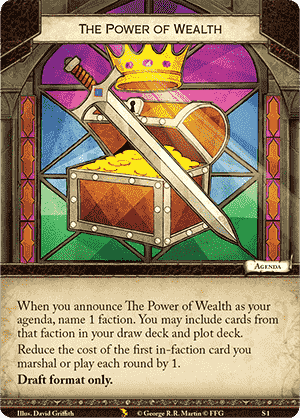 The Power of Wealth
Agenda
When you announce The Power of Wealth as your
agenda, name 1 faction. You may include cards from
that faction in your draw deck and plot deck.
Reduce the cost of the first in-faction card you
marshal or play each round by 1.
Draft format only.
Illus. David Griffith © George R.R. Martin © FFG S1